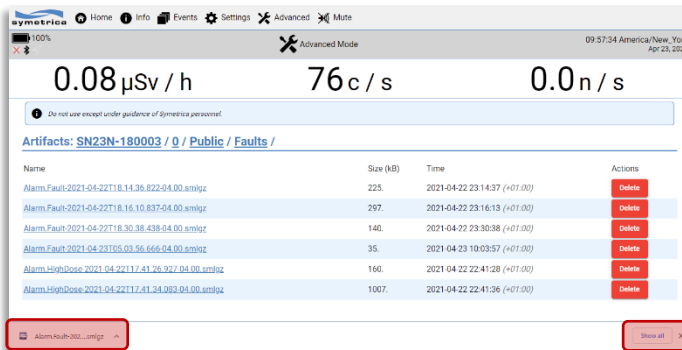 symetrica Home Info Events Settings Advanced Mute
100% Advanced Mode 09:57:34 America/New_Yo
Apr 23, 202
0.08 µSv / h 76 c / s 0.0 n / s
Do not use except under guidance of Symetrica personnel.
Artifacts: SN23N-180003 / 0 / Public / Faults /
Name Size (kB) Time Actions
Alarm.Fault-2021-04-22T18.14.36.822-04.00.smlgz 225. 2021-04-22 23:14:37 (+01:00) Delete
Alarm.Fault-2021-04-22T18.16.10.837-04.00.smlgz 297. 2021-04-22 23:16:13 (+01:00) Delete
Alarm.Fault-2021-04-22T18.30.38.438-04.00.smlgz 140. 2021-04-22 23:30:38 (+01:00) Delete
Alarm.Fault-2021-04-23T05.03.56.666-04.00.smlgz 35. 2021-04-23 10:03:57 (+01:00) Delete
Alarm.HighDose-2021-04-22T17.41.26.927-04.00.smlgz 160. 2021-04-22 22:41:28 (+01:00) Delete
Alarm.HighDose-2021-04-22T17.41.34.083-04.00.smlgz 1007. 2021-04-22 22:41:36 (+01:00) Delete
Alarm.Fault-202....smlgz Show all